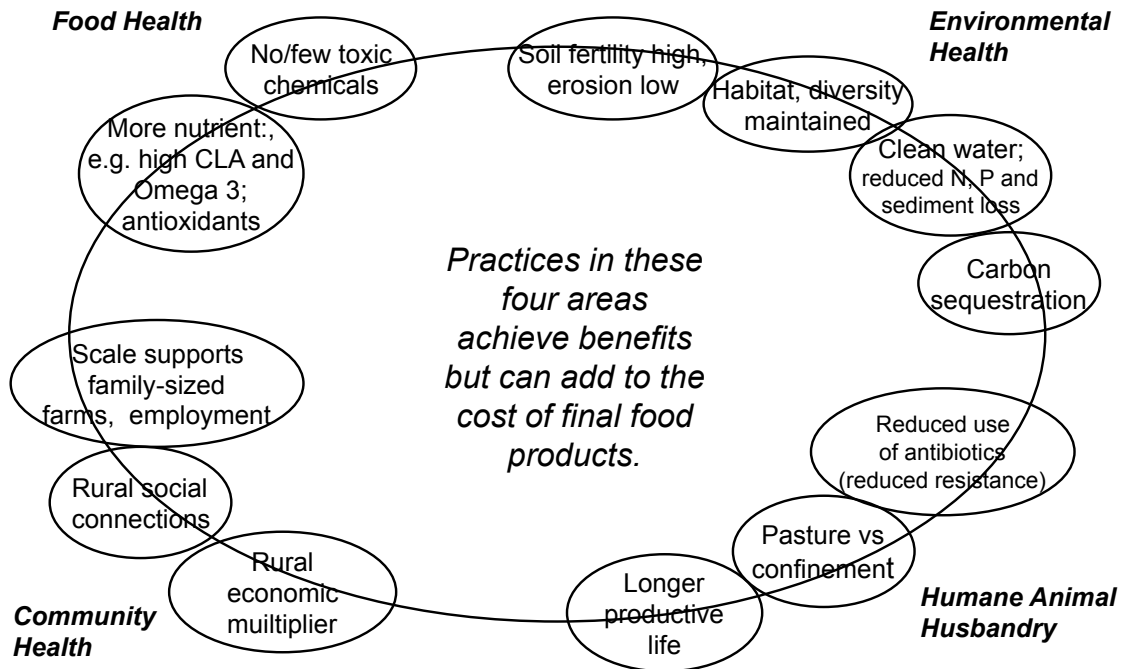 Food Health
No/few toxic
chemicals
More nutrient:,
e.g. high CLA and
Omega 3;
antioxidants
Soil fertility high,
erosion low
Environmental
Health
Habitat, diversity
maintained
Clean water;
reduced N, P and
sediment loss
Carbon
sequestration
Practices in these
four areas
achieve benefits
but can add to the
cost of final food
products.
Scale supports
family-sized
farms, employment
Rural social
connections
Rural
economic
muiltiplier
Community
Health
Reduced use
of antibiotics
(reduced resistance)
Pasture vs
confinement
Longer
productive
life
Humane Animal
Husbandry